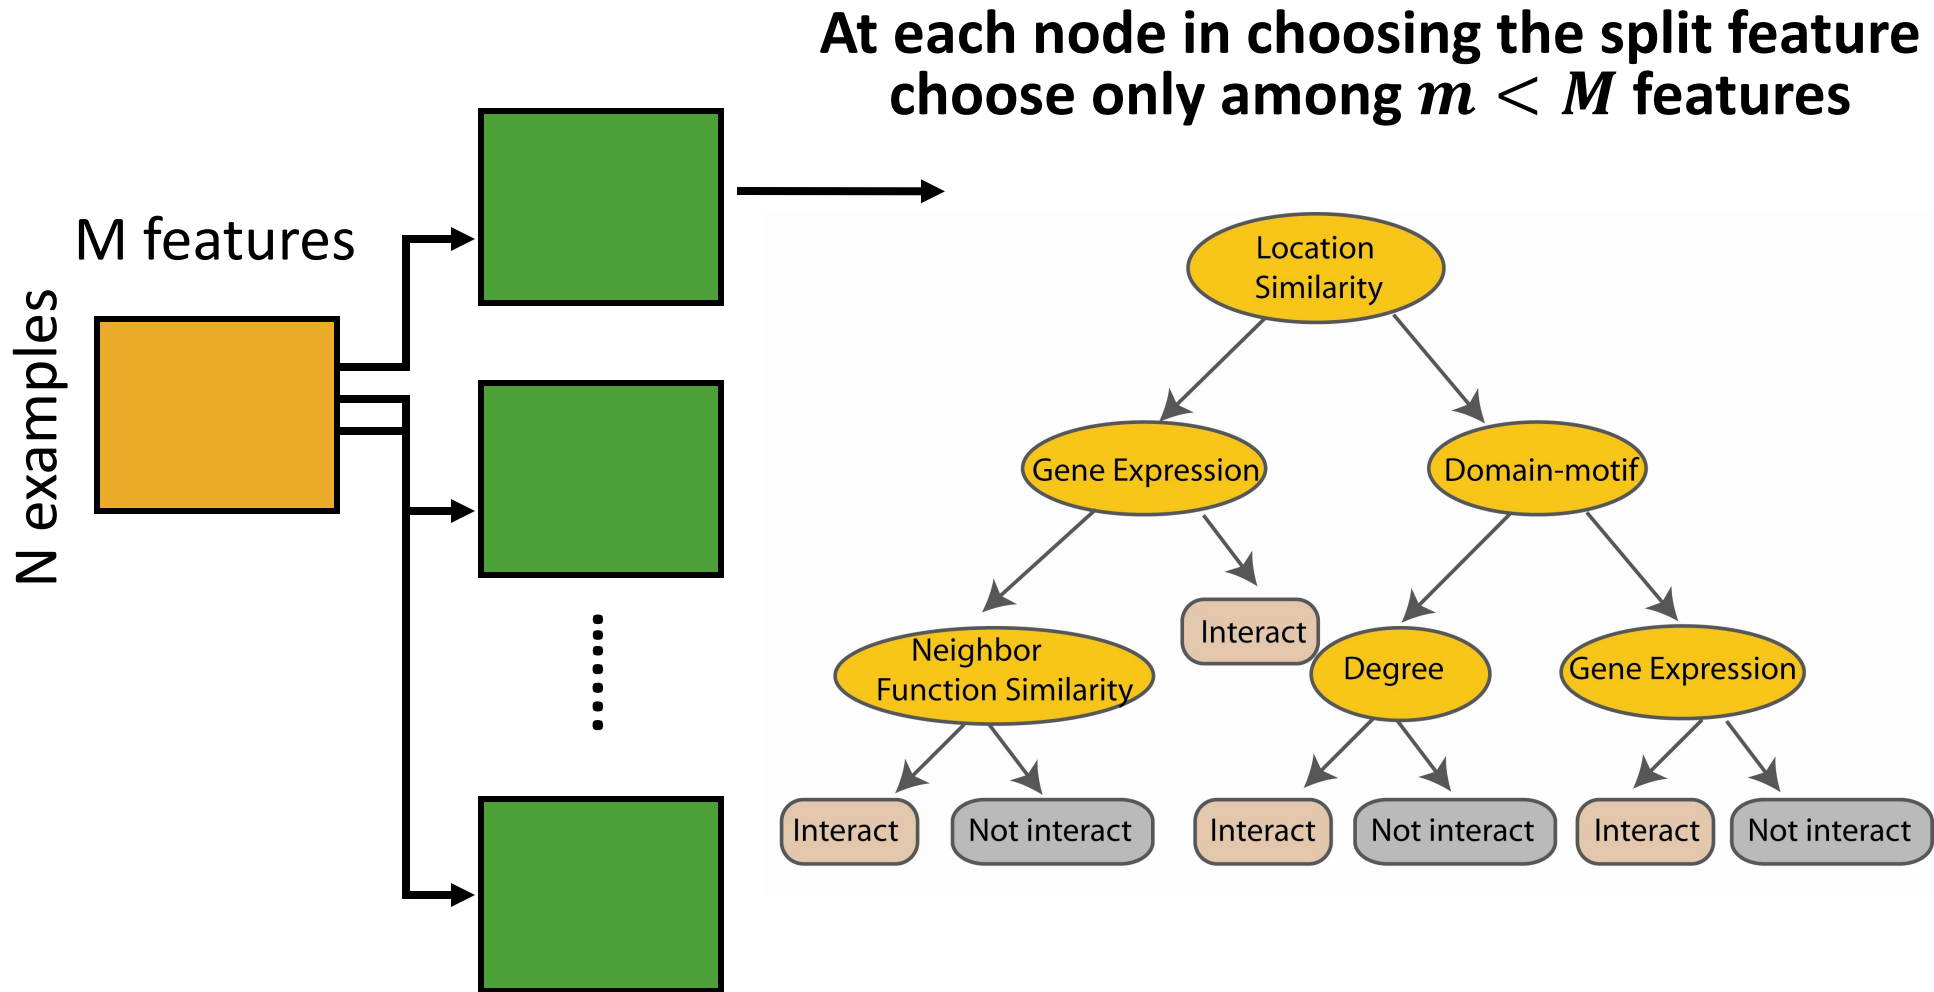 At each node in choosing the split feature
choose only among m < M features
M features
N examples
Location
Similarity
Gene Expression
Domain-motif
Interact
Neighbor
Function Similarity
Degree
Gene Expression
Interact
Not interact
Interact
Not interact
Interact
Not interact